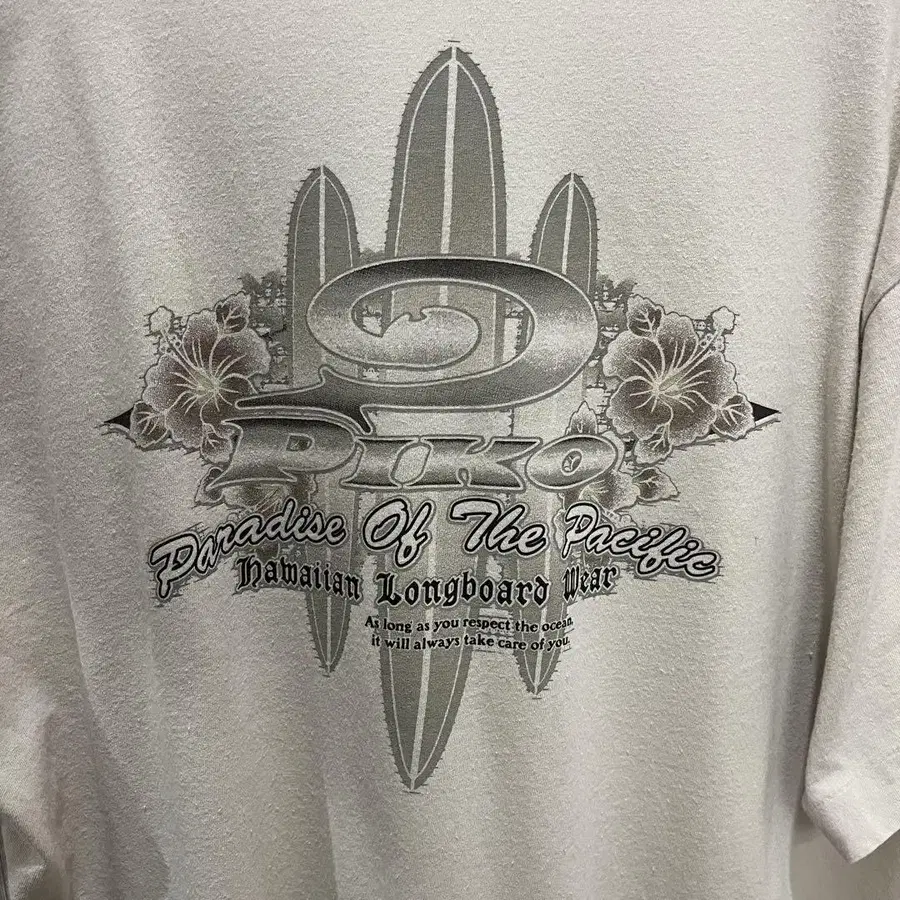 PIKO
Paradise Of The Pacific
Hawaiian Longboard Wear
As long as you respect the ocean,
it will always take care of you.